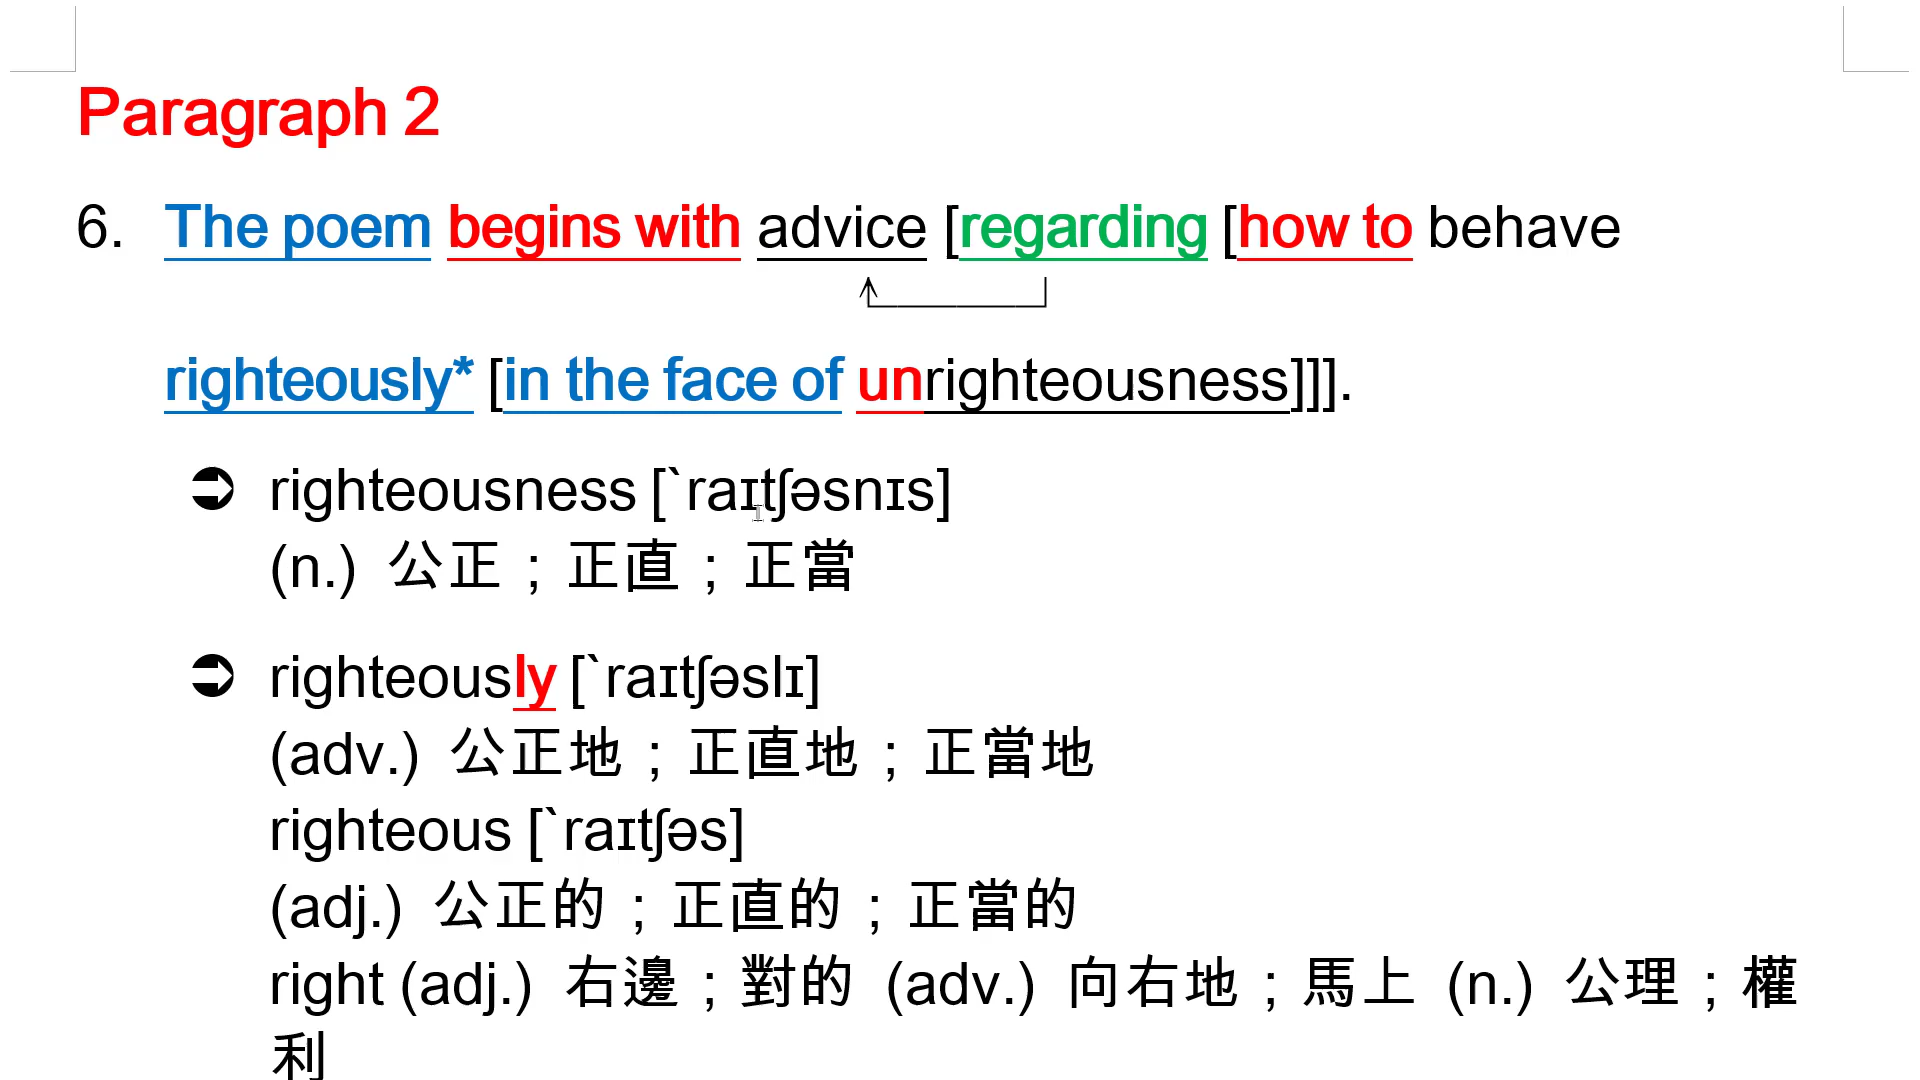 Paragraph 2
6. The poem begins with advice [regarding [how to behave
righteously* [in the face of unrighteousness]]].
➲ righteousness [ˋraɪtʃəsnɪs]
(n.) 公正；正直；正當
➲ righteously [ˋraɪtʃəslɪ]
(adv.) 公正地；正直地；正當地
righteous [ˋraɪtʃəs]
(adj.) 公正的；正直的；正當的
right (adj.) 右邊；對的 (adv.) 向右地；馬上 (n.) 公理；權
利